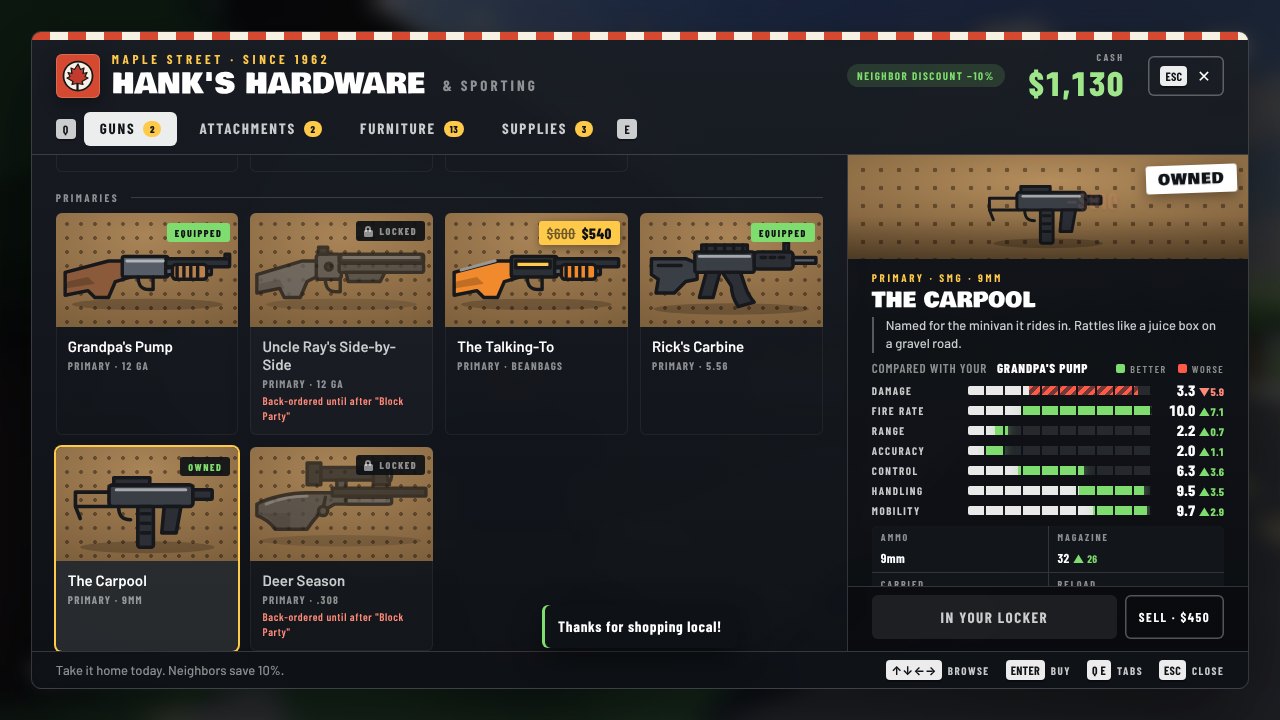 MAPLE STREET · SINCE 1962
HANK'S HARDWARE & SPORTING
NEIGHBOR DISCOUNT −10%
CASH
$1,130
ESC ✕
Q GUNS 2 ATTACHMENTS 2 FURNITURE 13 SUPPLIES 3 E
PRIMARIES
EQUIPPED
Grandpa's Pump
PRIMARY · 12 GA
LOCKED
Uncle Ray's Side-by-
Side
PRIMARY · 12 GA
Back-ordered until after "Block
Party"
$600 $540
The Talking-To
PRIMARY · BEANBAGS
EQUIPPED
Rick's Carbine
PRIMARY · 5.56
OWNED
The Carpool
PRIMARY · 9MM
LOCKED
Deer Season
PRIMARY · .308
Back-ordered until after "Block
Party"
Thanks for shopping local!
OWNED
PRIMARY · SMG · 9MM
THE CARPOOL
Named for the minivan it rides in. Rattles like a juice box on
a gravel road.
COMPARED WITH YOUR GRANDPA'S PUMP BETTER WORSE
DAMAGE 3.3 ▼5.9
FIRE RATE 10.0 ▲7.1
RANGE 2.2 ▲0.7
ACCURACY 2.0 ▲1.1
CONTROL 6.3 ▲3.6
HANDLING 9.5 ▲3.5
MOBILITY 9.7 ▲2.9
AMMO
9mm
MAGAZINE
32 ▲ 26
CARRIED RELOAD
IN YOUR LOCKER
SELL · $450
Take it home today. Neighbors save 10%.
↑↓←→ BROWSE ENTER BUY Q E TABS ESC CLOSE